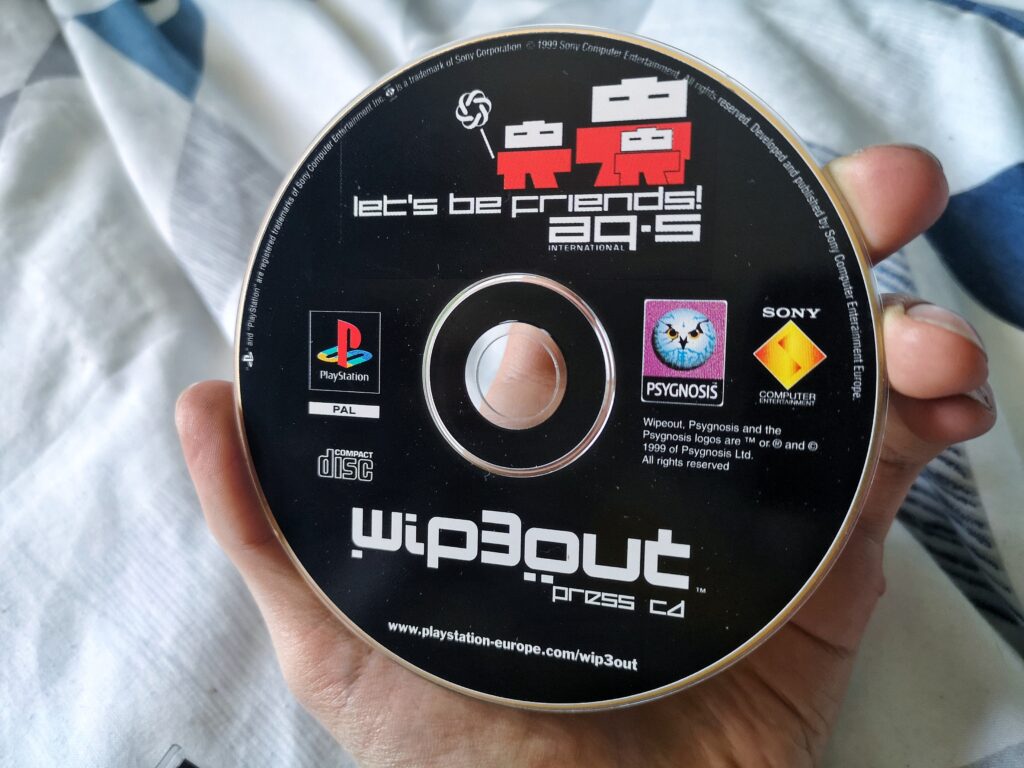 " and "PlayStation" are registered trademarks of Sony Computer Entertainment Inc. is a trademark of Sony Corporation © 1999 Sony Computer Entertainment. All rights reserved. Developed and published by Sony Computer Entertainment Europe.
let's be friends!
aq·s
INTERNATIONAL
PlayStation
PAL
COMPACT
disc
PSYGNOSIS
SONY
COMPUTER
ENTERTAINMENT
Wipeout, Psygnosis and the
Psygnosis logos are ™ or ® and ©
1999 of Psygnosis Ltd.
All rights reserved
wip3out™
press cd
www.playstation-europe.com/wip3out